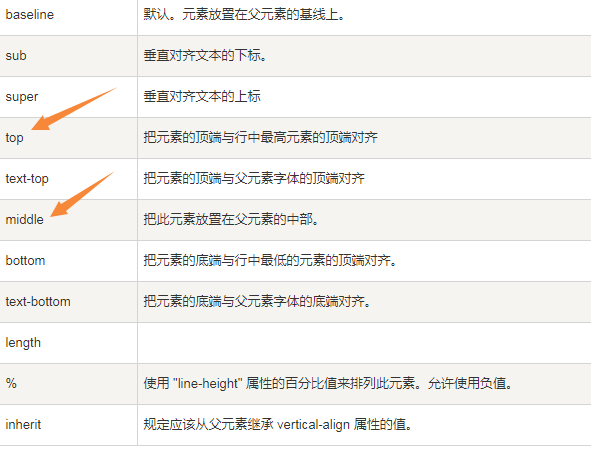 baseline 默认。元素放置在父元素的基线上。
sub 垂直对齐文本的下标。
super 垂直对齐文本的上标
top 把元素的顶端与行中最高元素的顶端对齐
text-top 把元素的顶端与父元素字体的顶端对齐
middle 把此元素放置在父元素的中部。
bottom 把元素的底端与行中最低的元素的顶端对齐。
text-bottom 把元素的底端与父元素字体的底端对齐。
length
% 使用 "line-height" 属性的百分比值来排列此元素。允许使用负值。
inherit 规定应该从父元素继承 vertical-align 属性的值。